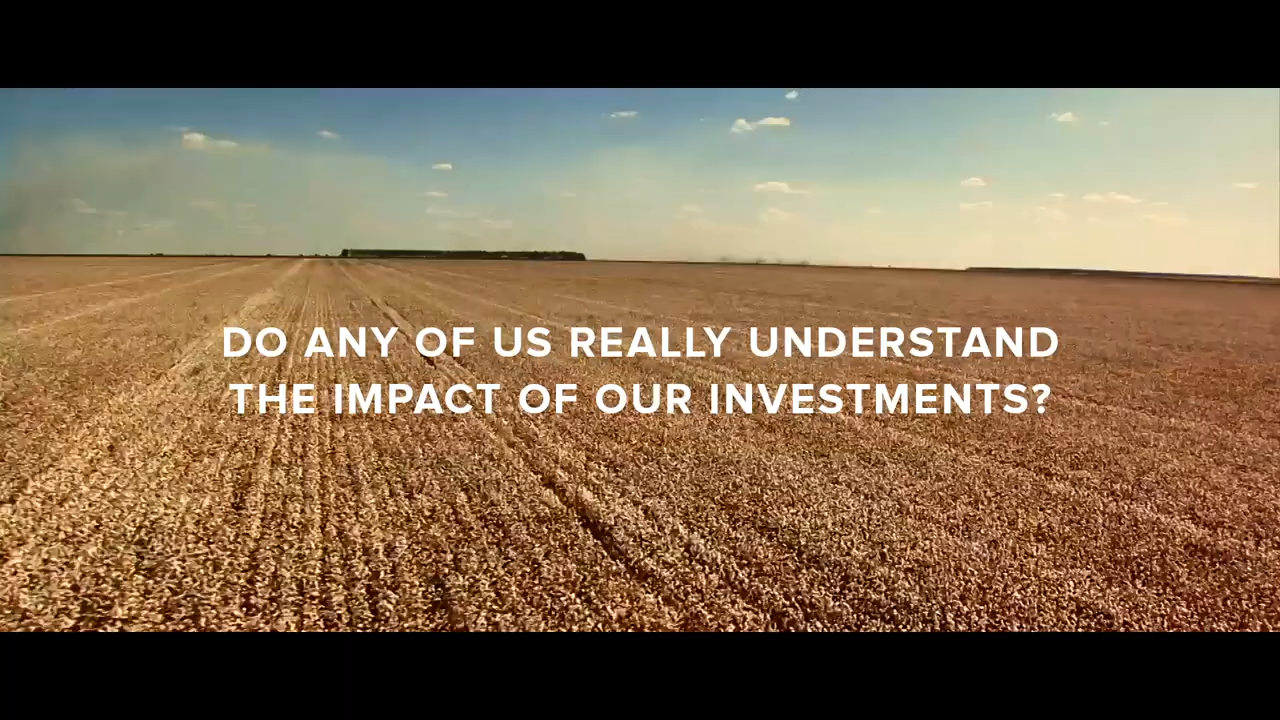 DO ANY OF US REALLY UNDERSTAND
THE IMPACT OF OUR INVESTMENTS?